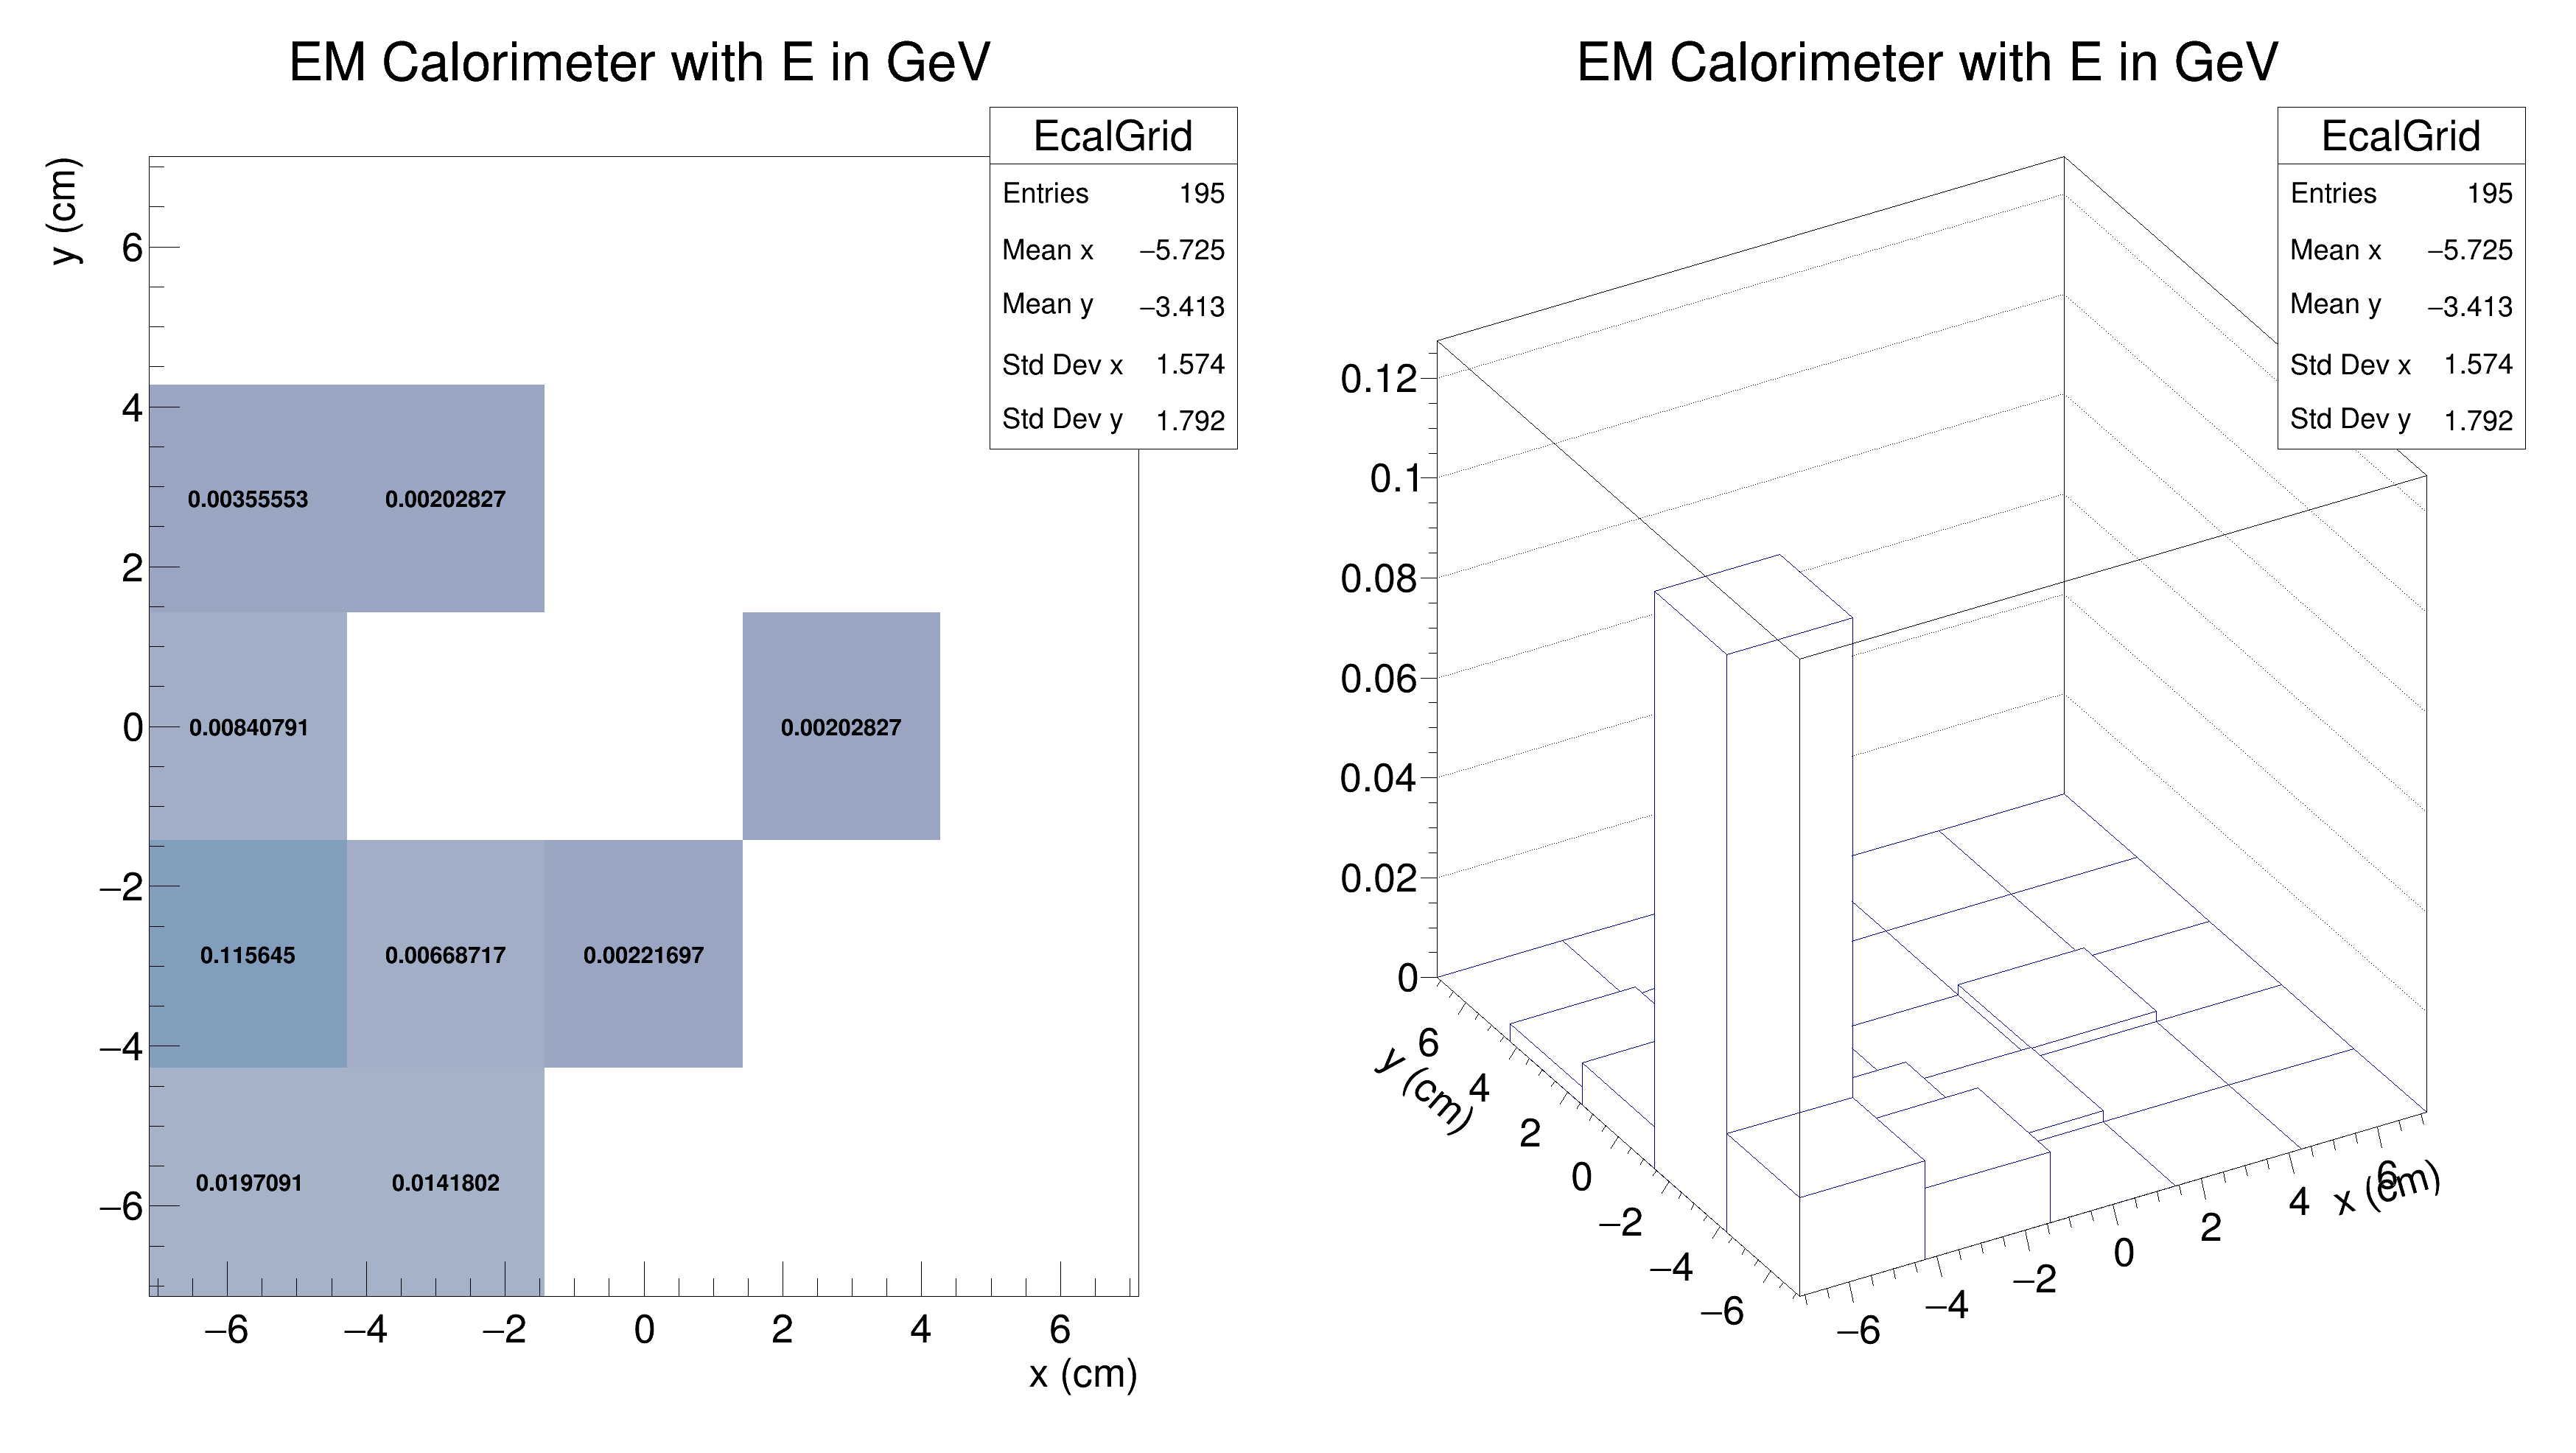 EM Calorimeter with E in GeV
EcalGrid
Entries 195
Mean x −5.725
Mean y −3.413
Std Dev x 1.574
Std Dev y 1.792
y (cm)
6
4
2
0
−2
−4
−6
0.00355553 0.00202827
0.00840791 0.00202827
0.115645 0.00668717 0.00221697
0.0197091 0.0141802
−6 −4 −2 0 2 4 6
x (cm)
EM Calorimeter with E in GeV
EcalGrid
Entries 195
Mean x −5.725
Mean y −3.413
Std Dev x 1.574
Std Dev y 1.792
0.12
0.1
0.08
0.06
0.04
0.02
0
y (cm)
6
4
2
0
−2
−4
−6
−6
−4
−2
0
2
4
6
x (cm)